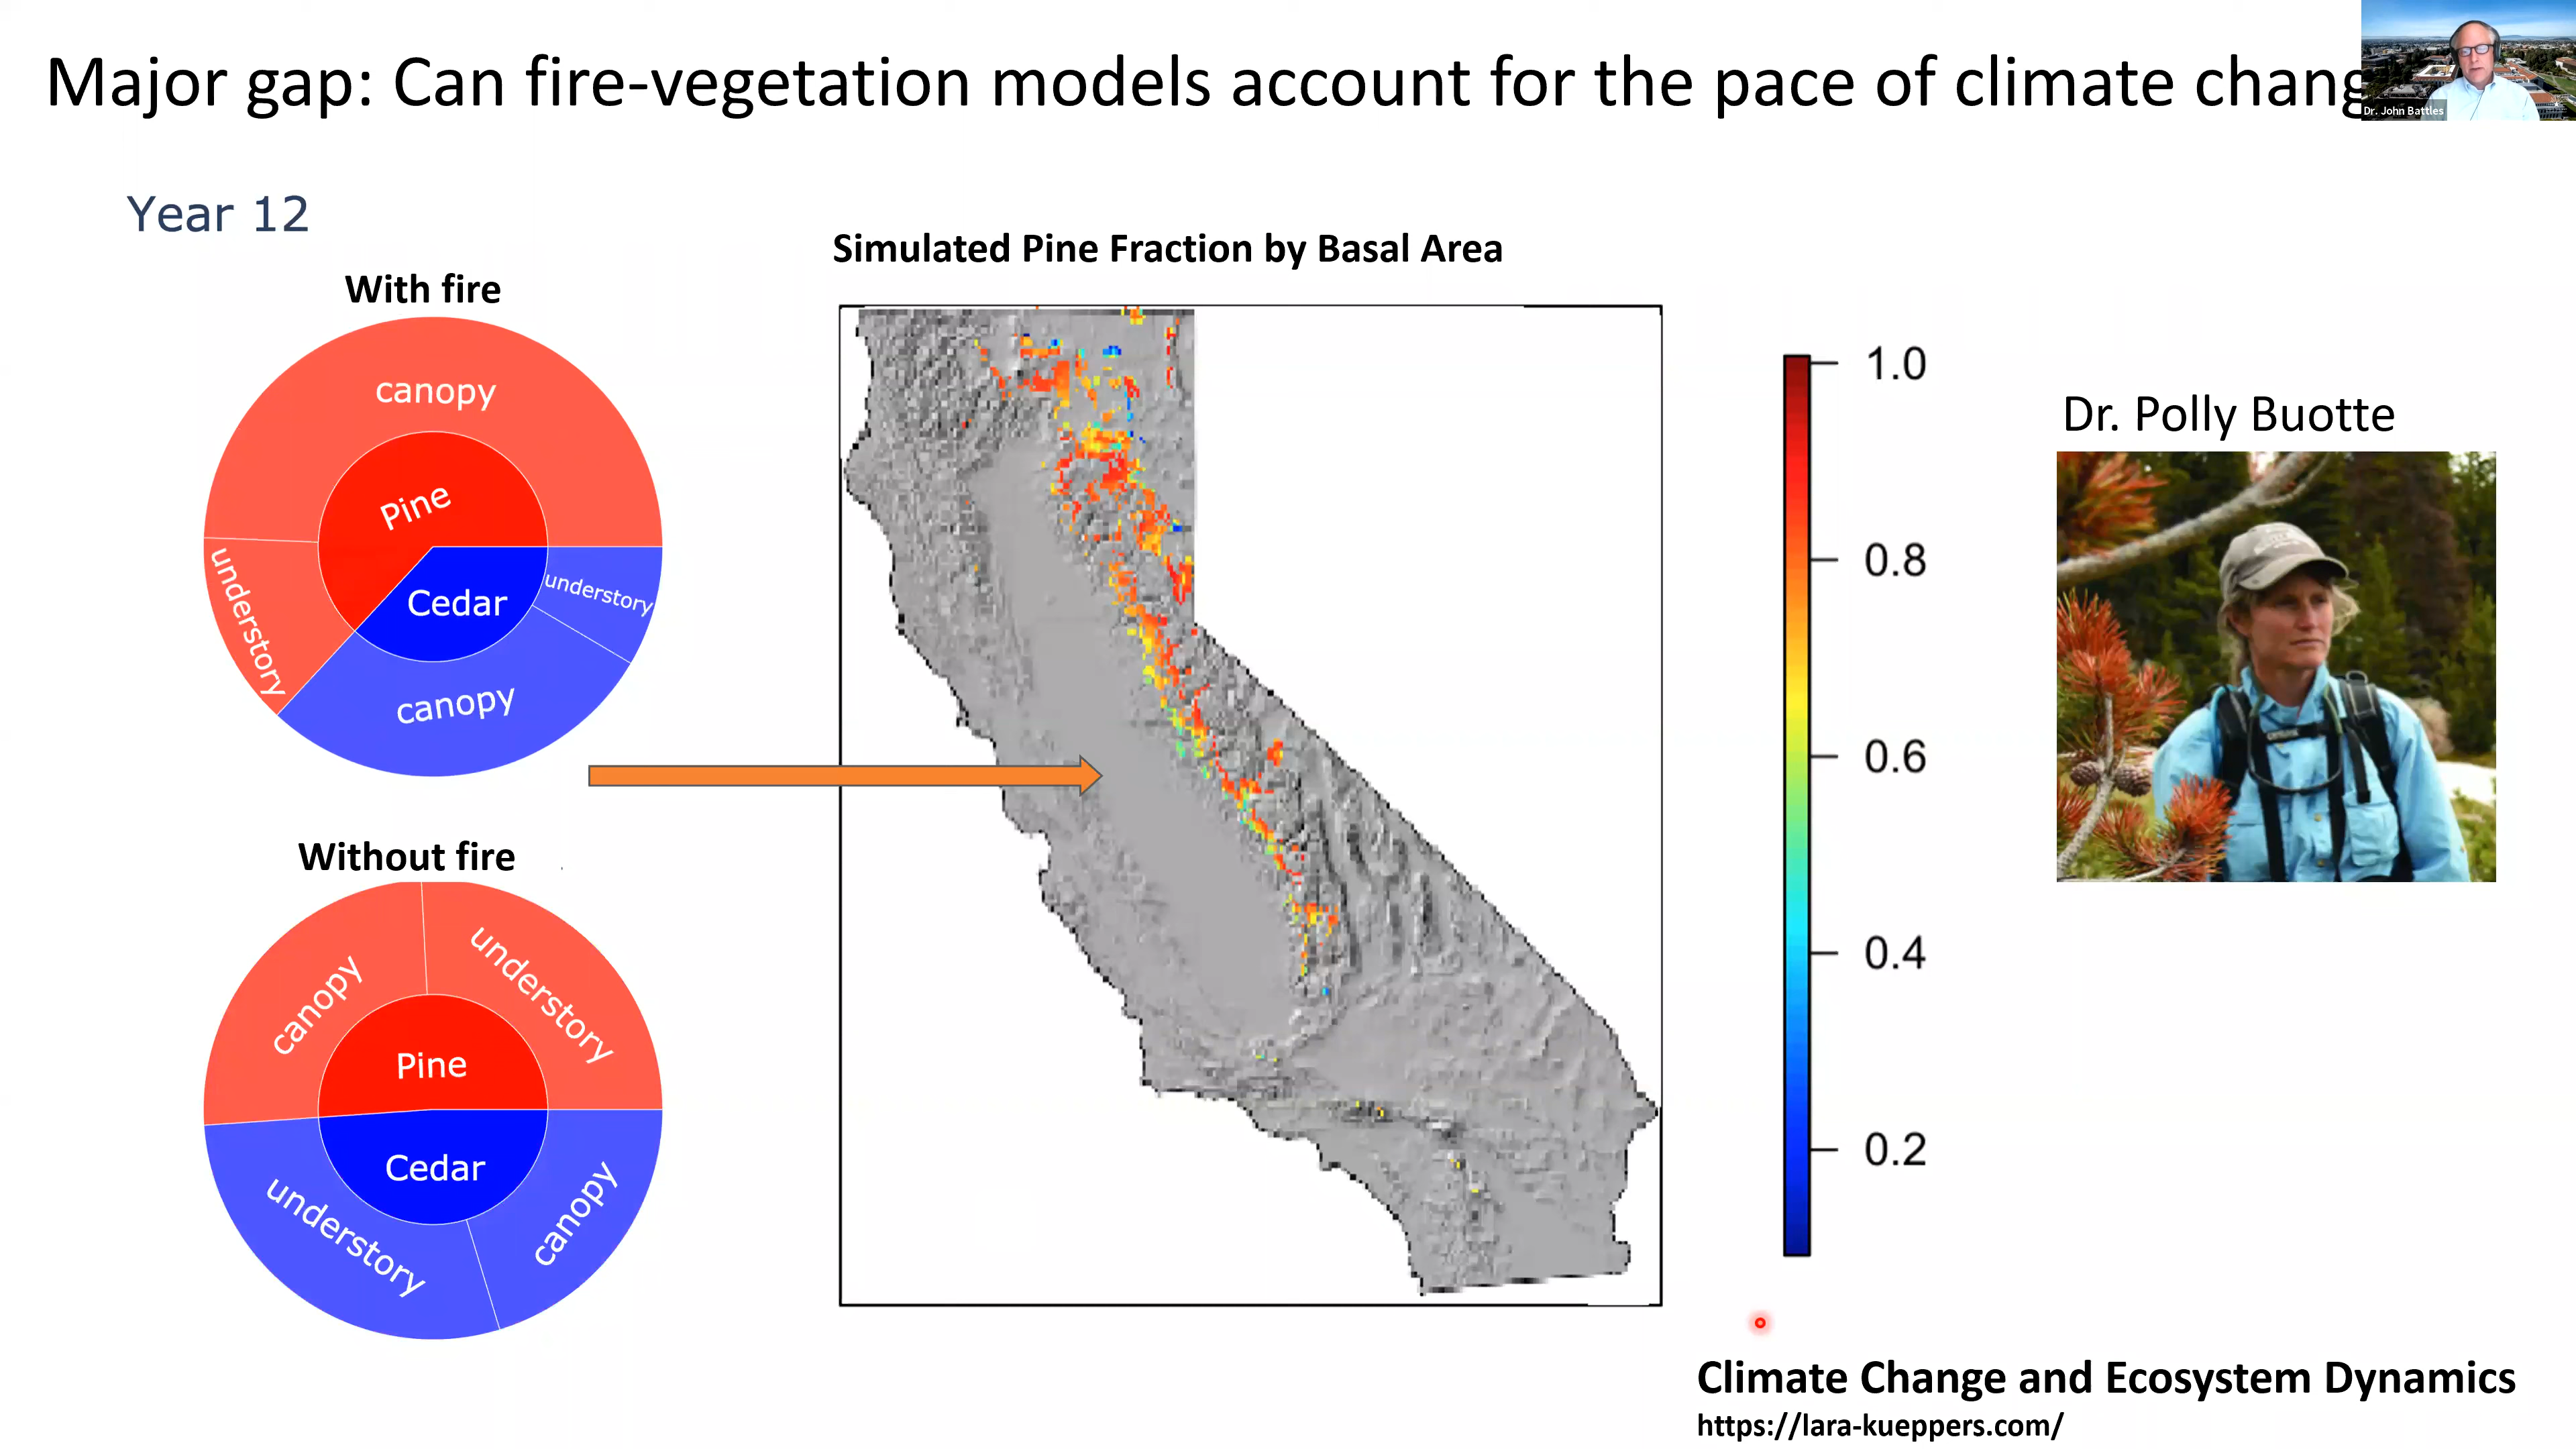 Major gap: Can fire-vegetation models account for the pace of climate chang
Dr. John Battles
Year 12
With fire
canopy
Pine
understory
Cedar
understory
canopy
Without fire
canopy
understory
Pine
Cedar
understory
canopy
Simulated Pine Fraction by Basal Area
1.0
0.8
0.6
0.4
0.2
Dr. Polly Buotte
Climate Change and Ecosystem Dynamics
https://lara-kueppers.com/